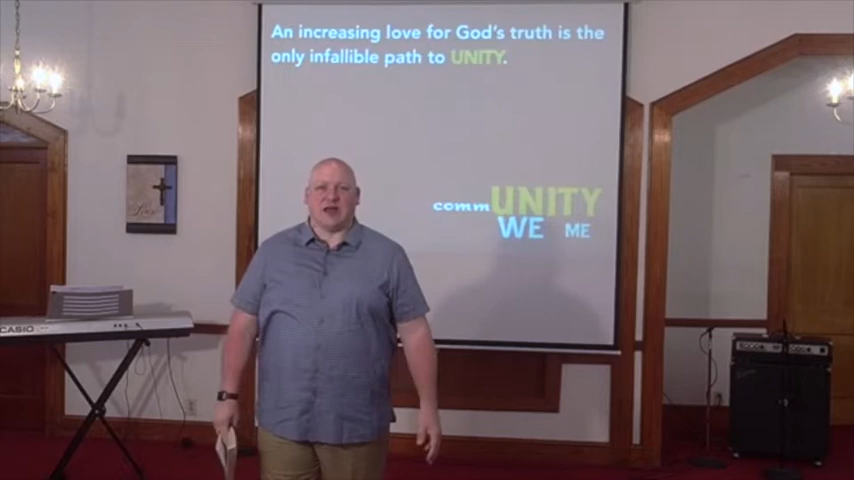 An increasing love for God's truth is the
only infallible path to UNITY.
commUNITY
WE ME
CASIO